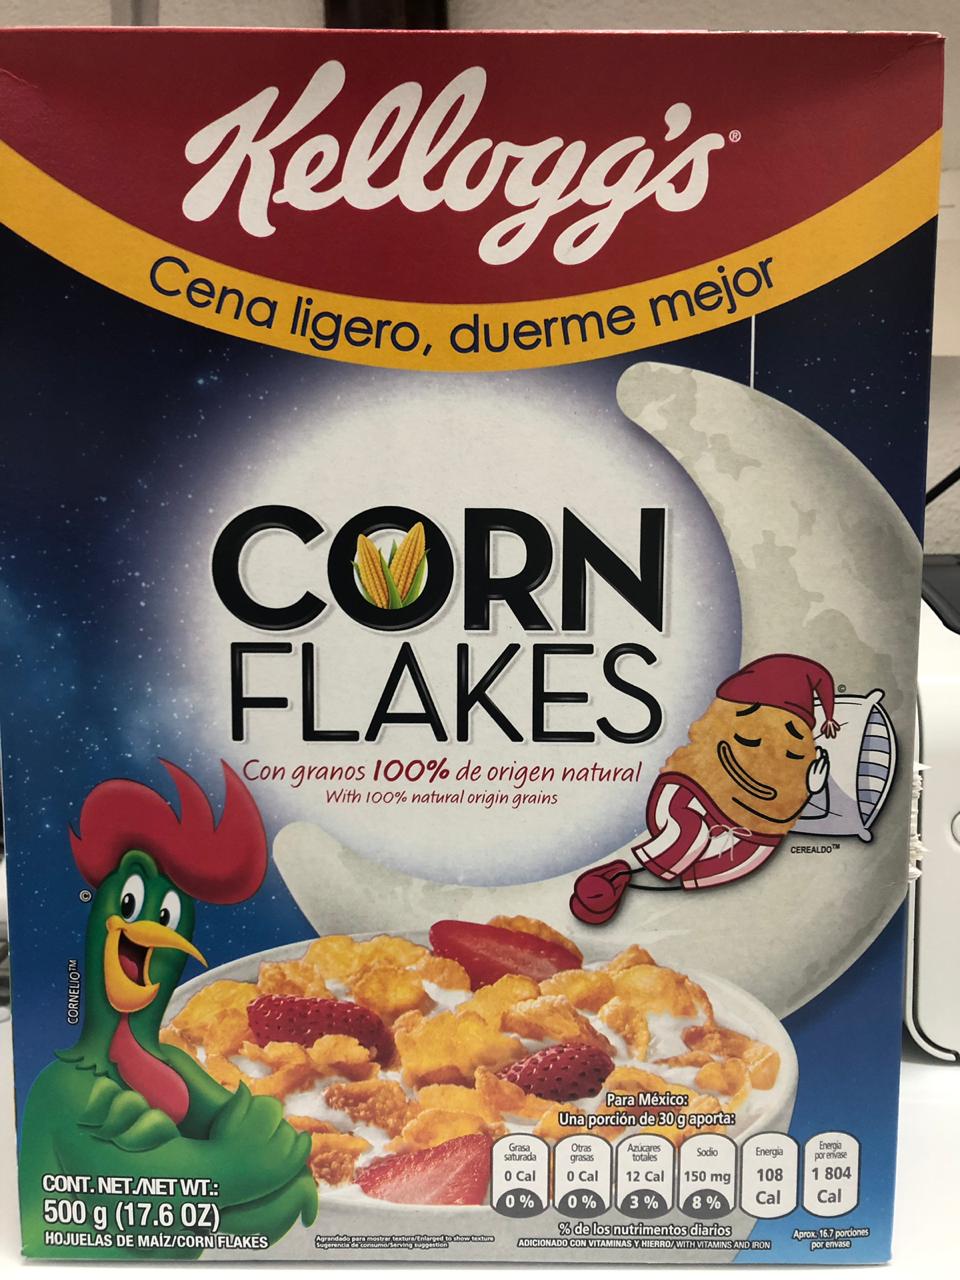 Kellogg's®
Cena ligero, duerme mejor
CORN
FLAKES
Con granos 100% de origen natural
With 100% natural origin grains
©
CEREALDO™
©
CORNELIO™
Para México:
Una porción de 30 g aporta:
Grasa saturada
0 Cal
0 %
Otras grasas
0 Cal
0 %
Azúcares totales
12 Cal
3 %
Sodio
150 mg
8 %
Energía
108 Cal
Energía por envase
1 804 Cal
% de los nutrimentos diarios
Aprox. 16.7 porciones
por envase
ADICIONADO CON VITAMINAS Y HIERRO/ WITH VITAMINS AND IRON
CONT. NET./NET WT.:
500 g (17.6 OZ)
HOJUELAS DE MAÍZ/CORN FLAKES
Agrandado para mostrar textura/Enlarged to show texture
Sugerencia de consumo/Serving suggestion